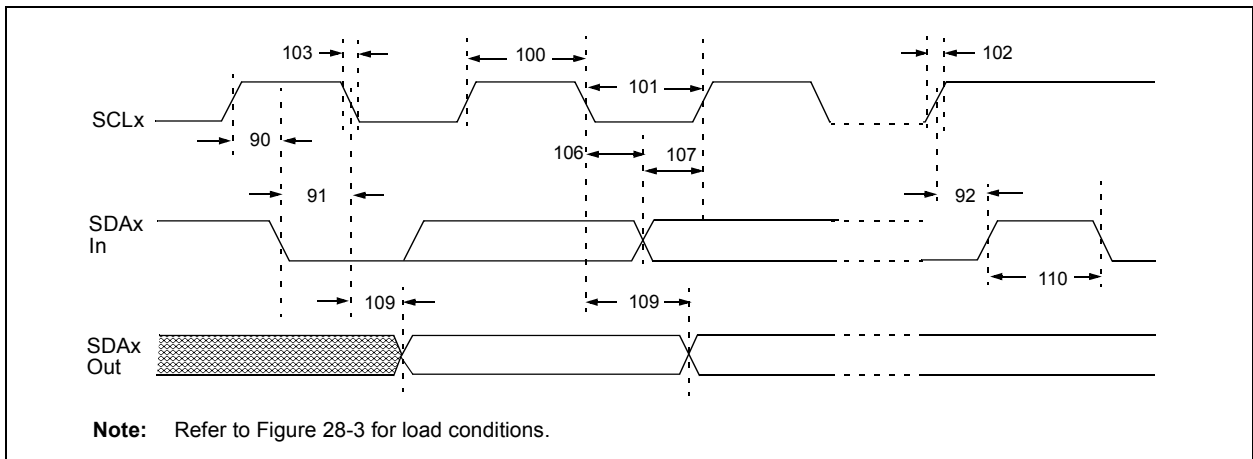 103
100
102
101
SCLx
90
106
107
91
92
SDAx
In
110
109
109
SDAx
Out
Note: Refer to Figure 28-3 for load conditions.